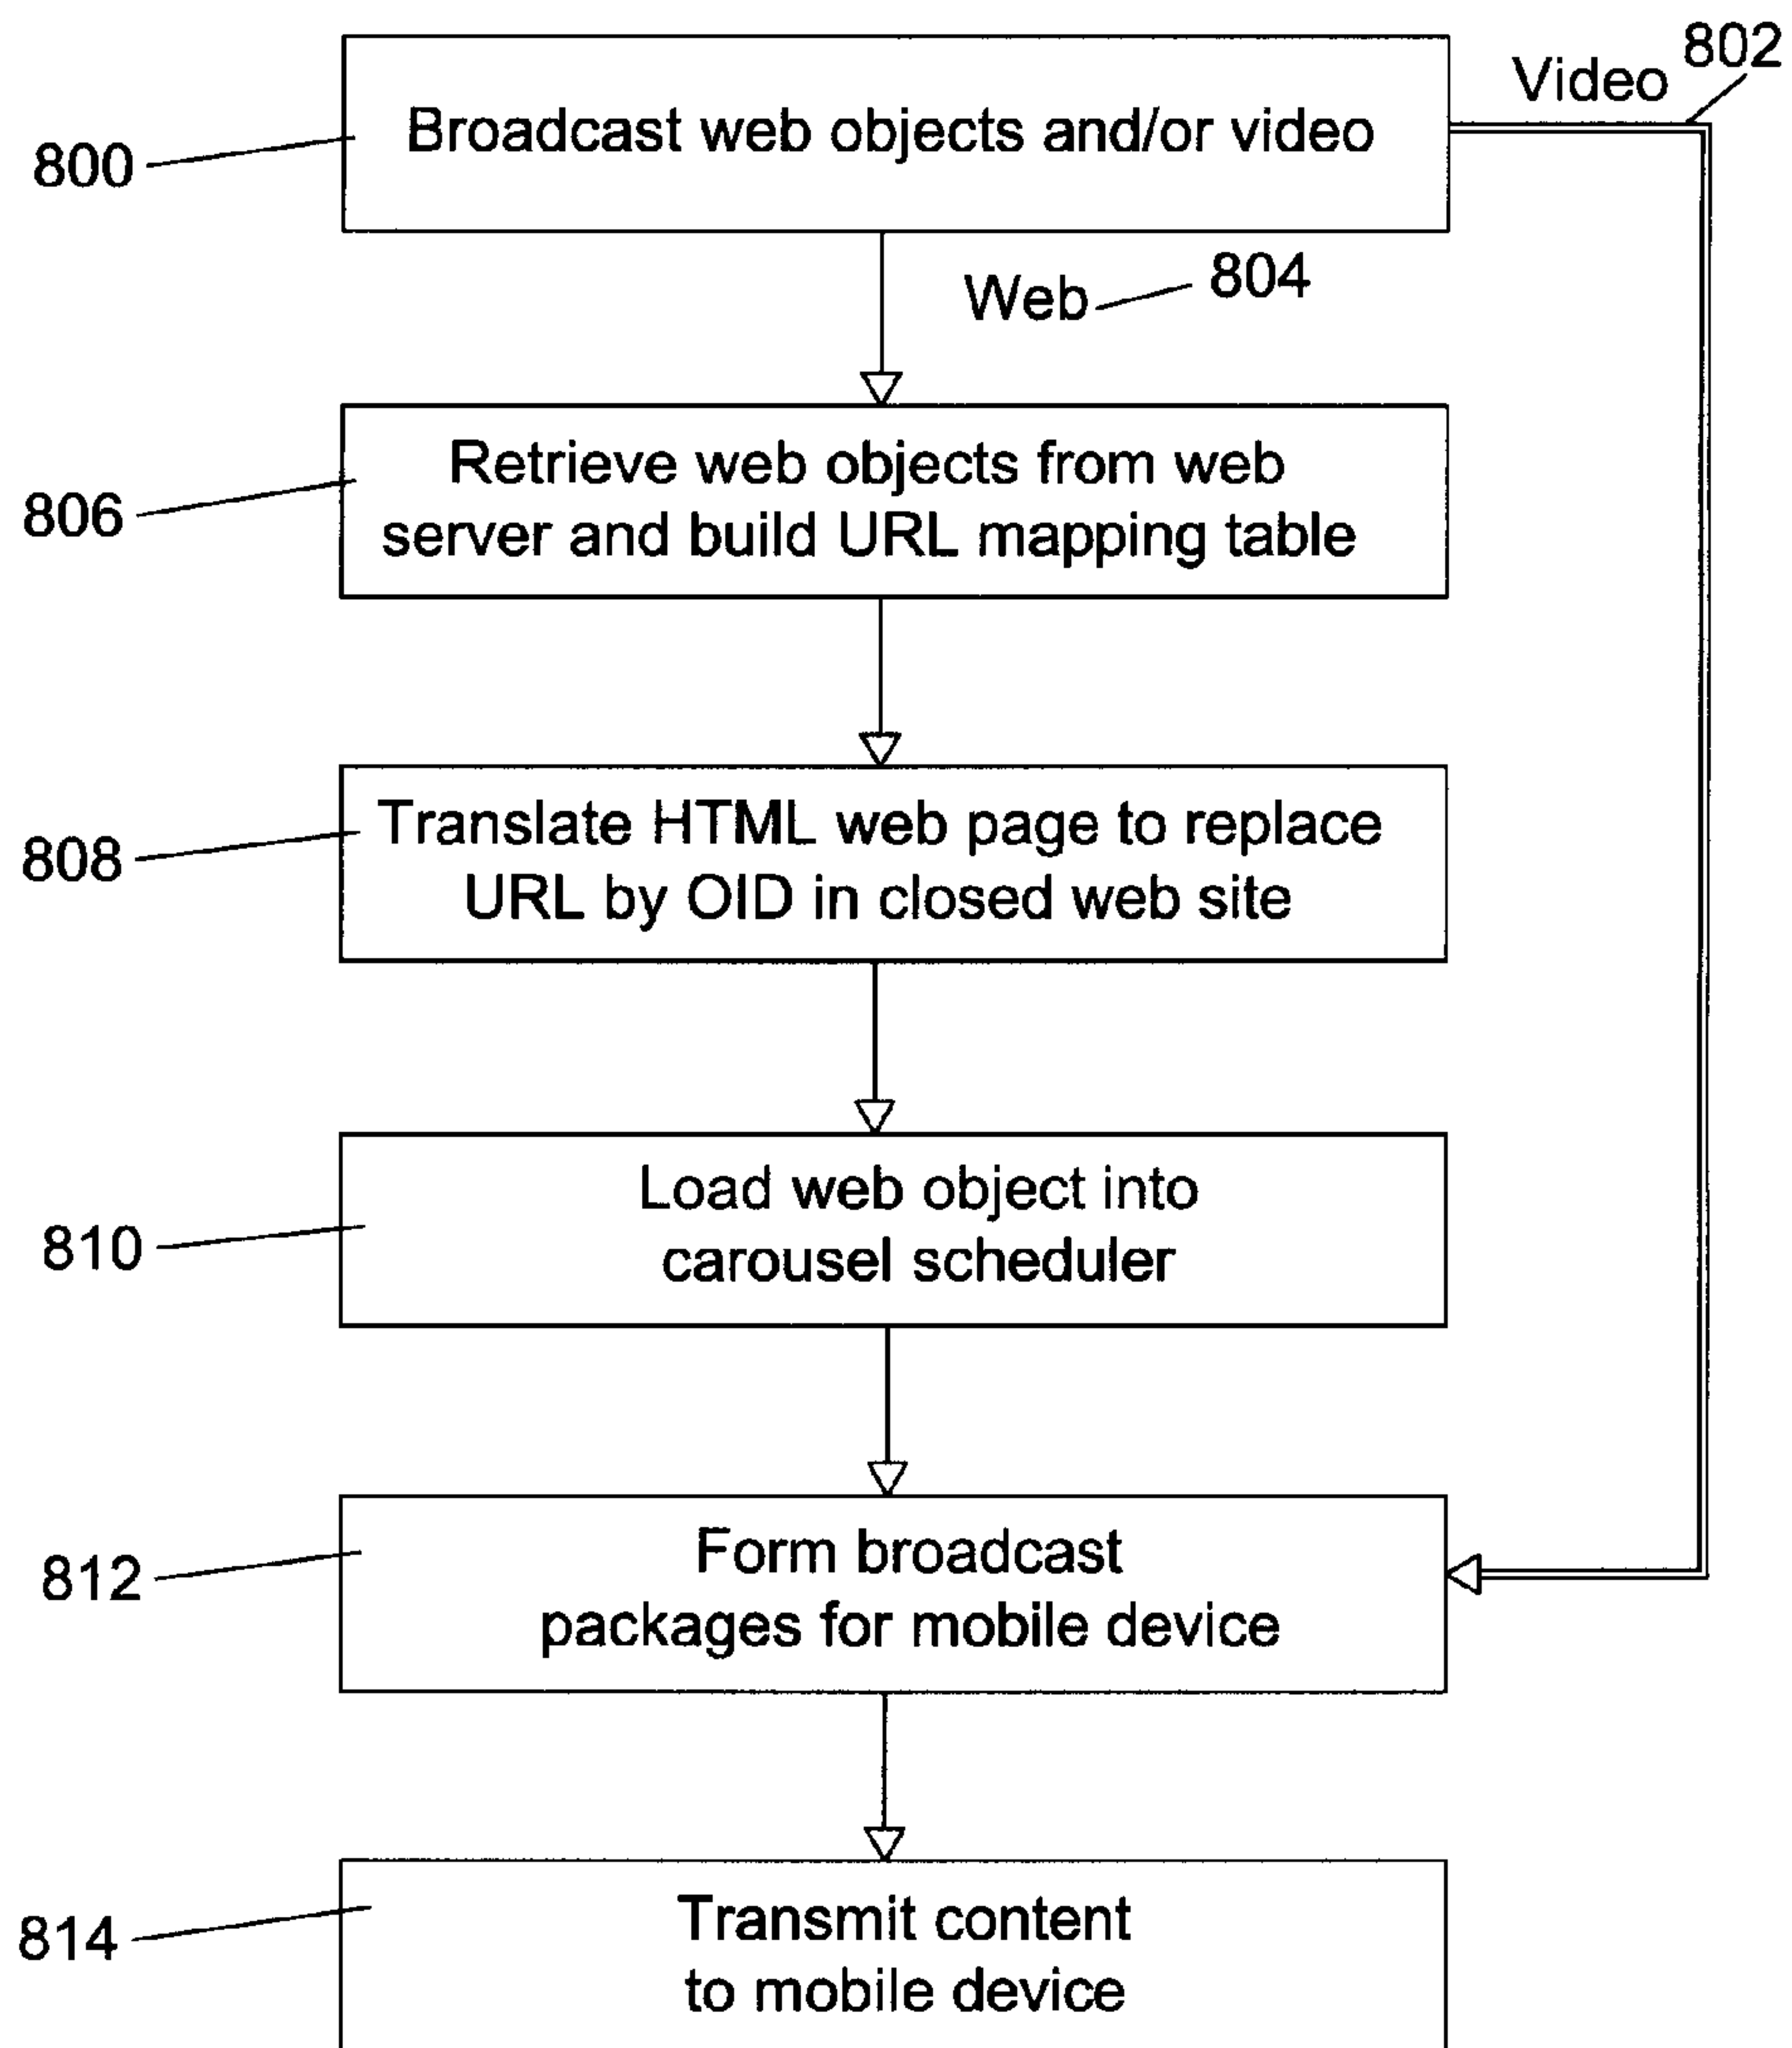 Video 802
800 Broadcast web objects and/or video
Web 804
806 Retrieve web objects from web
server and build URL mapping table
808 Translate HTML web page to replace
URL by OID in closed web site
810 Load web object into
carousel scheduler
812 Form broadcast
packages for mobile device
814 Transmit content
to mobile device